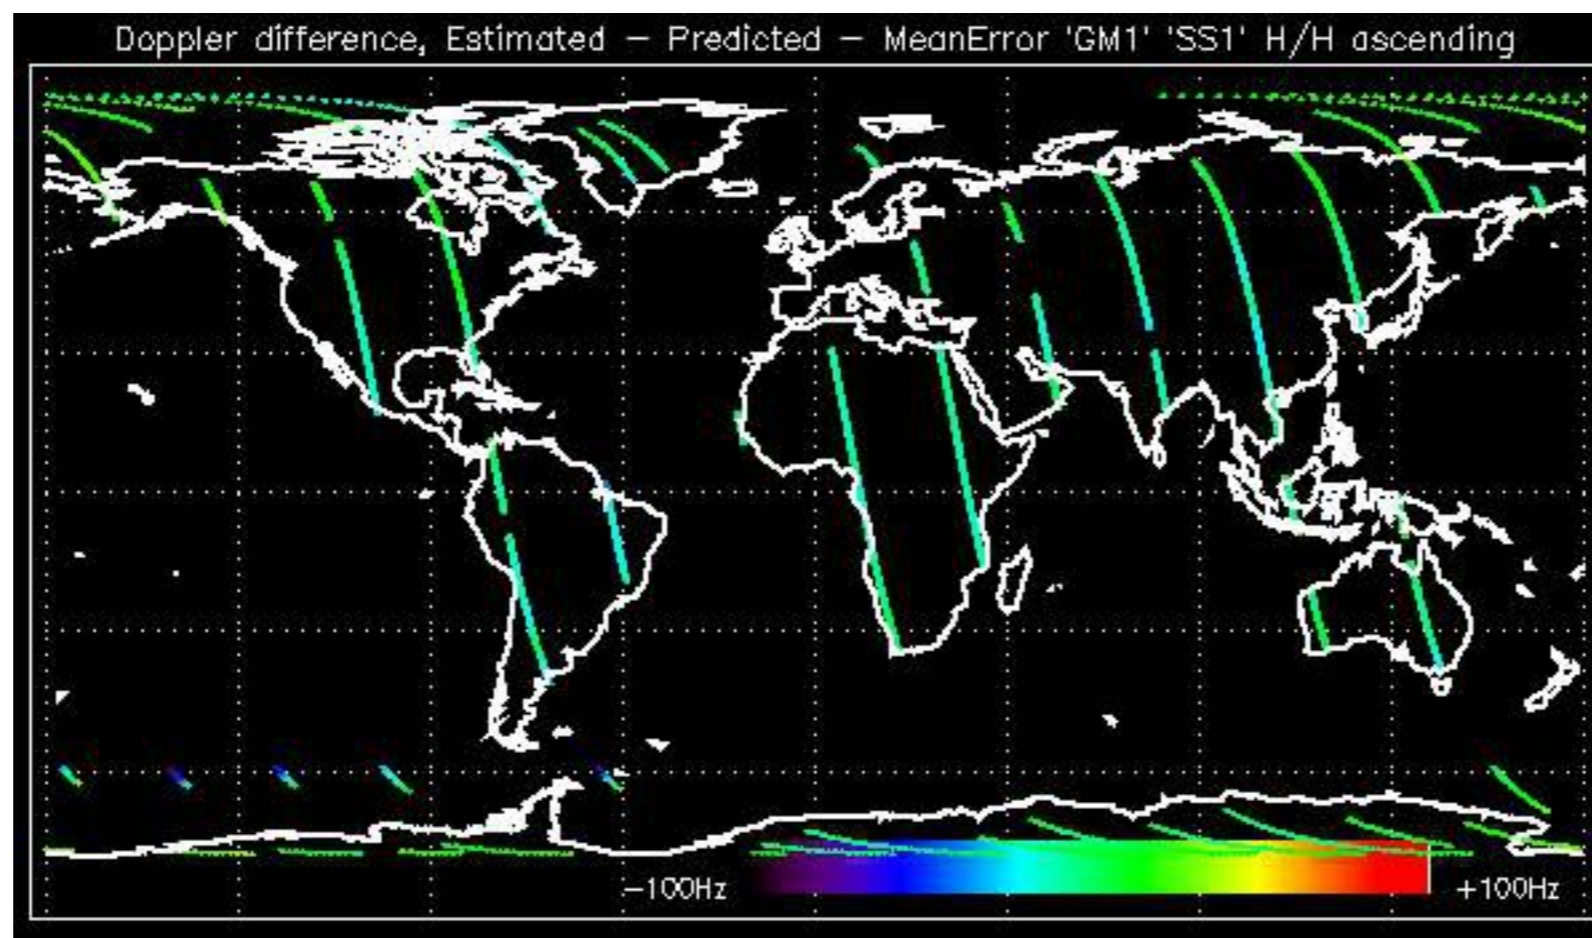 Doppler difference, Estimated – Predicted – MeanError 'GM1' 'SS1' H/H ascending
–100Hz
+100Hz